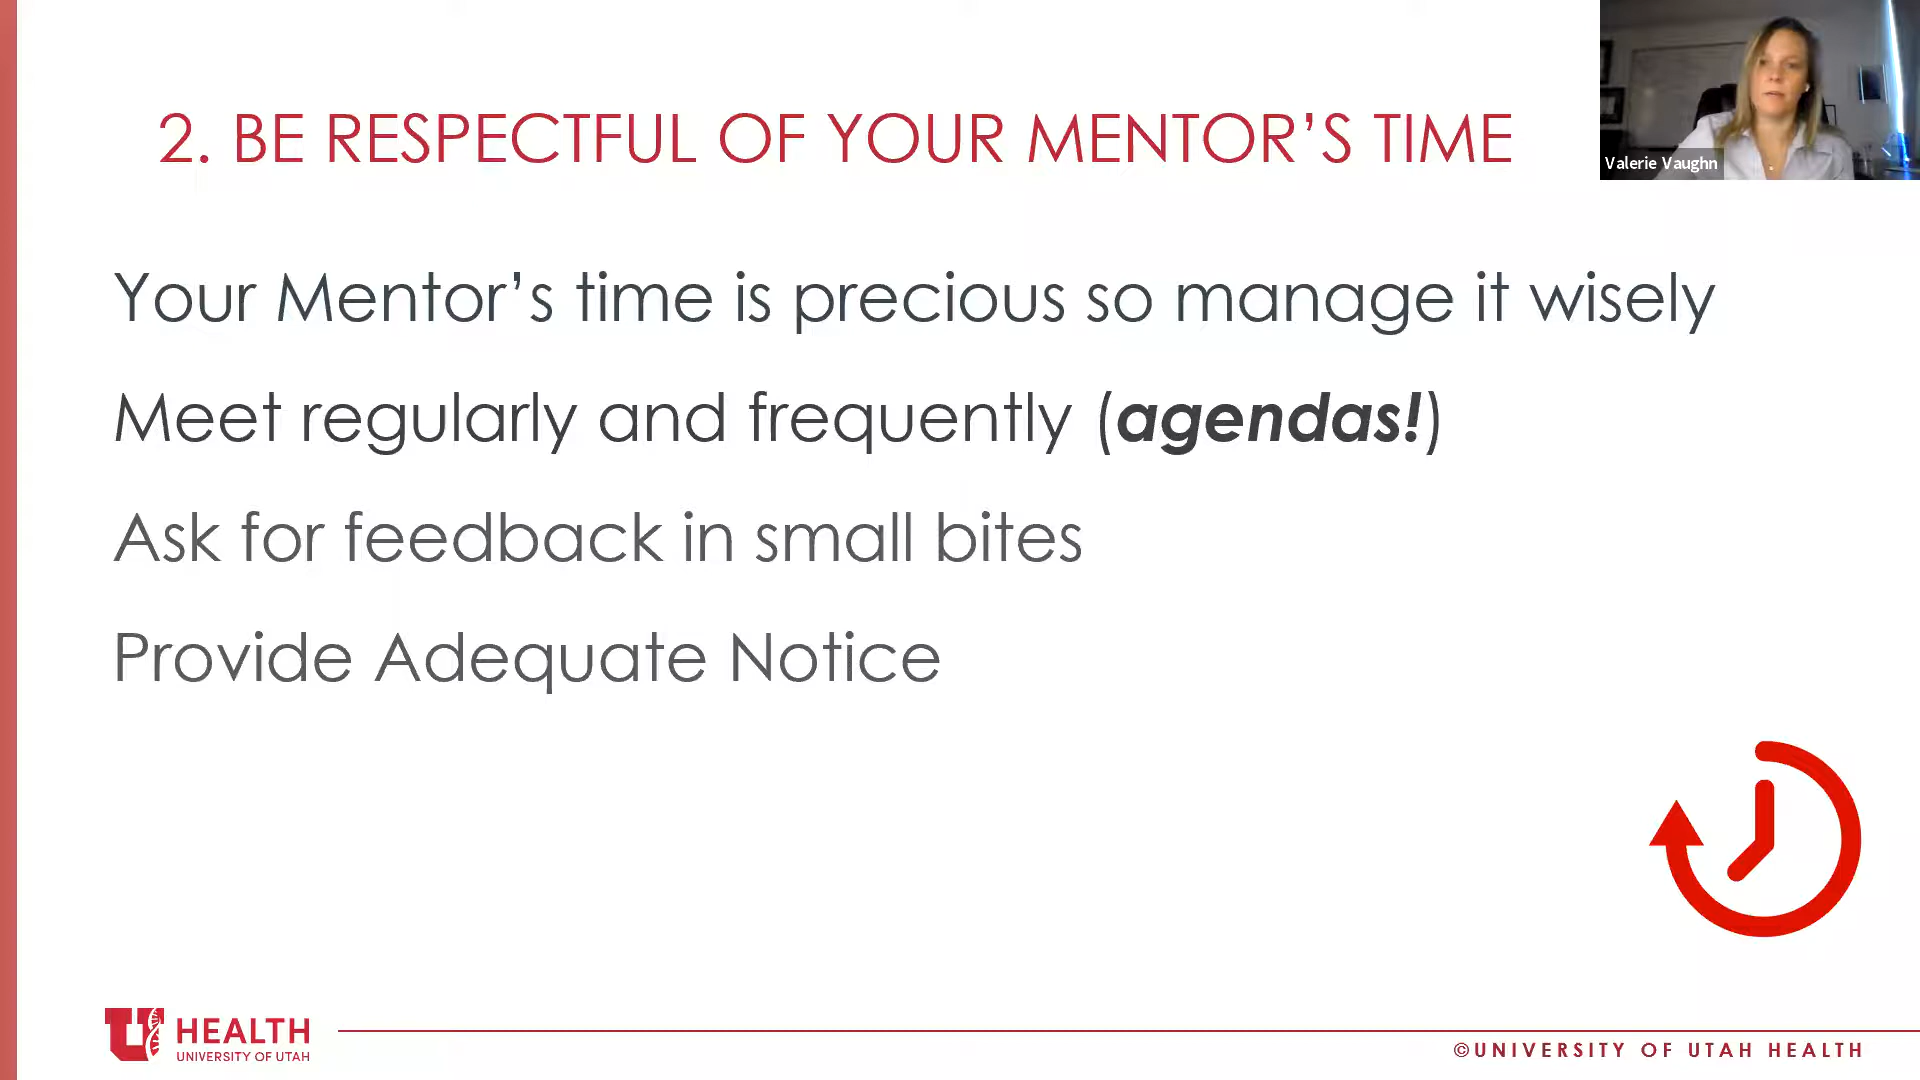 2. BE RESPECTFUL OF YOUR MENTOR’S TIME
Valerie Vaughn
Your Mentor’s time is precious so manage it wisely
Meet regularly and frequently (agendas!)
Ask for feedback in small bites
Provide Adequate Notice
U HEALTH
UNIVERSITY OF UTAH
©UNIVERSITY OF UTAH HEALTH